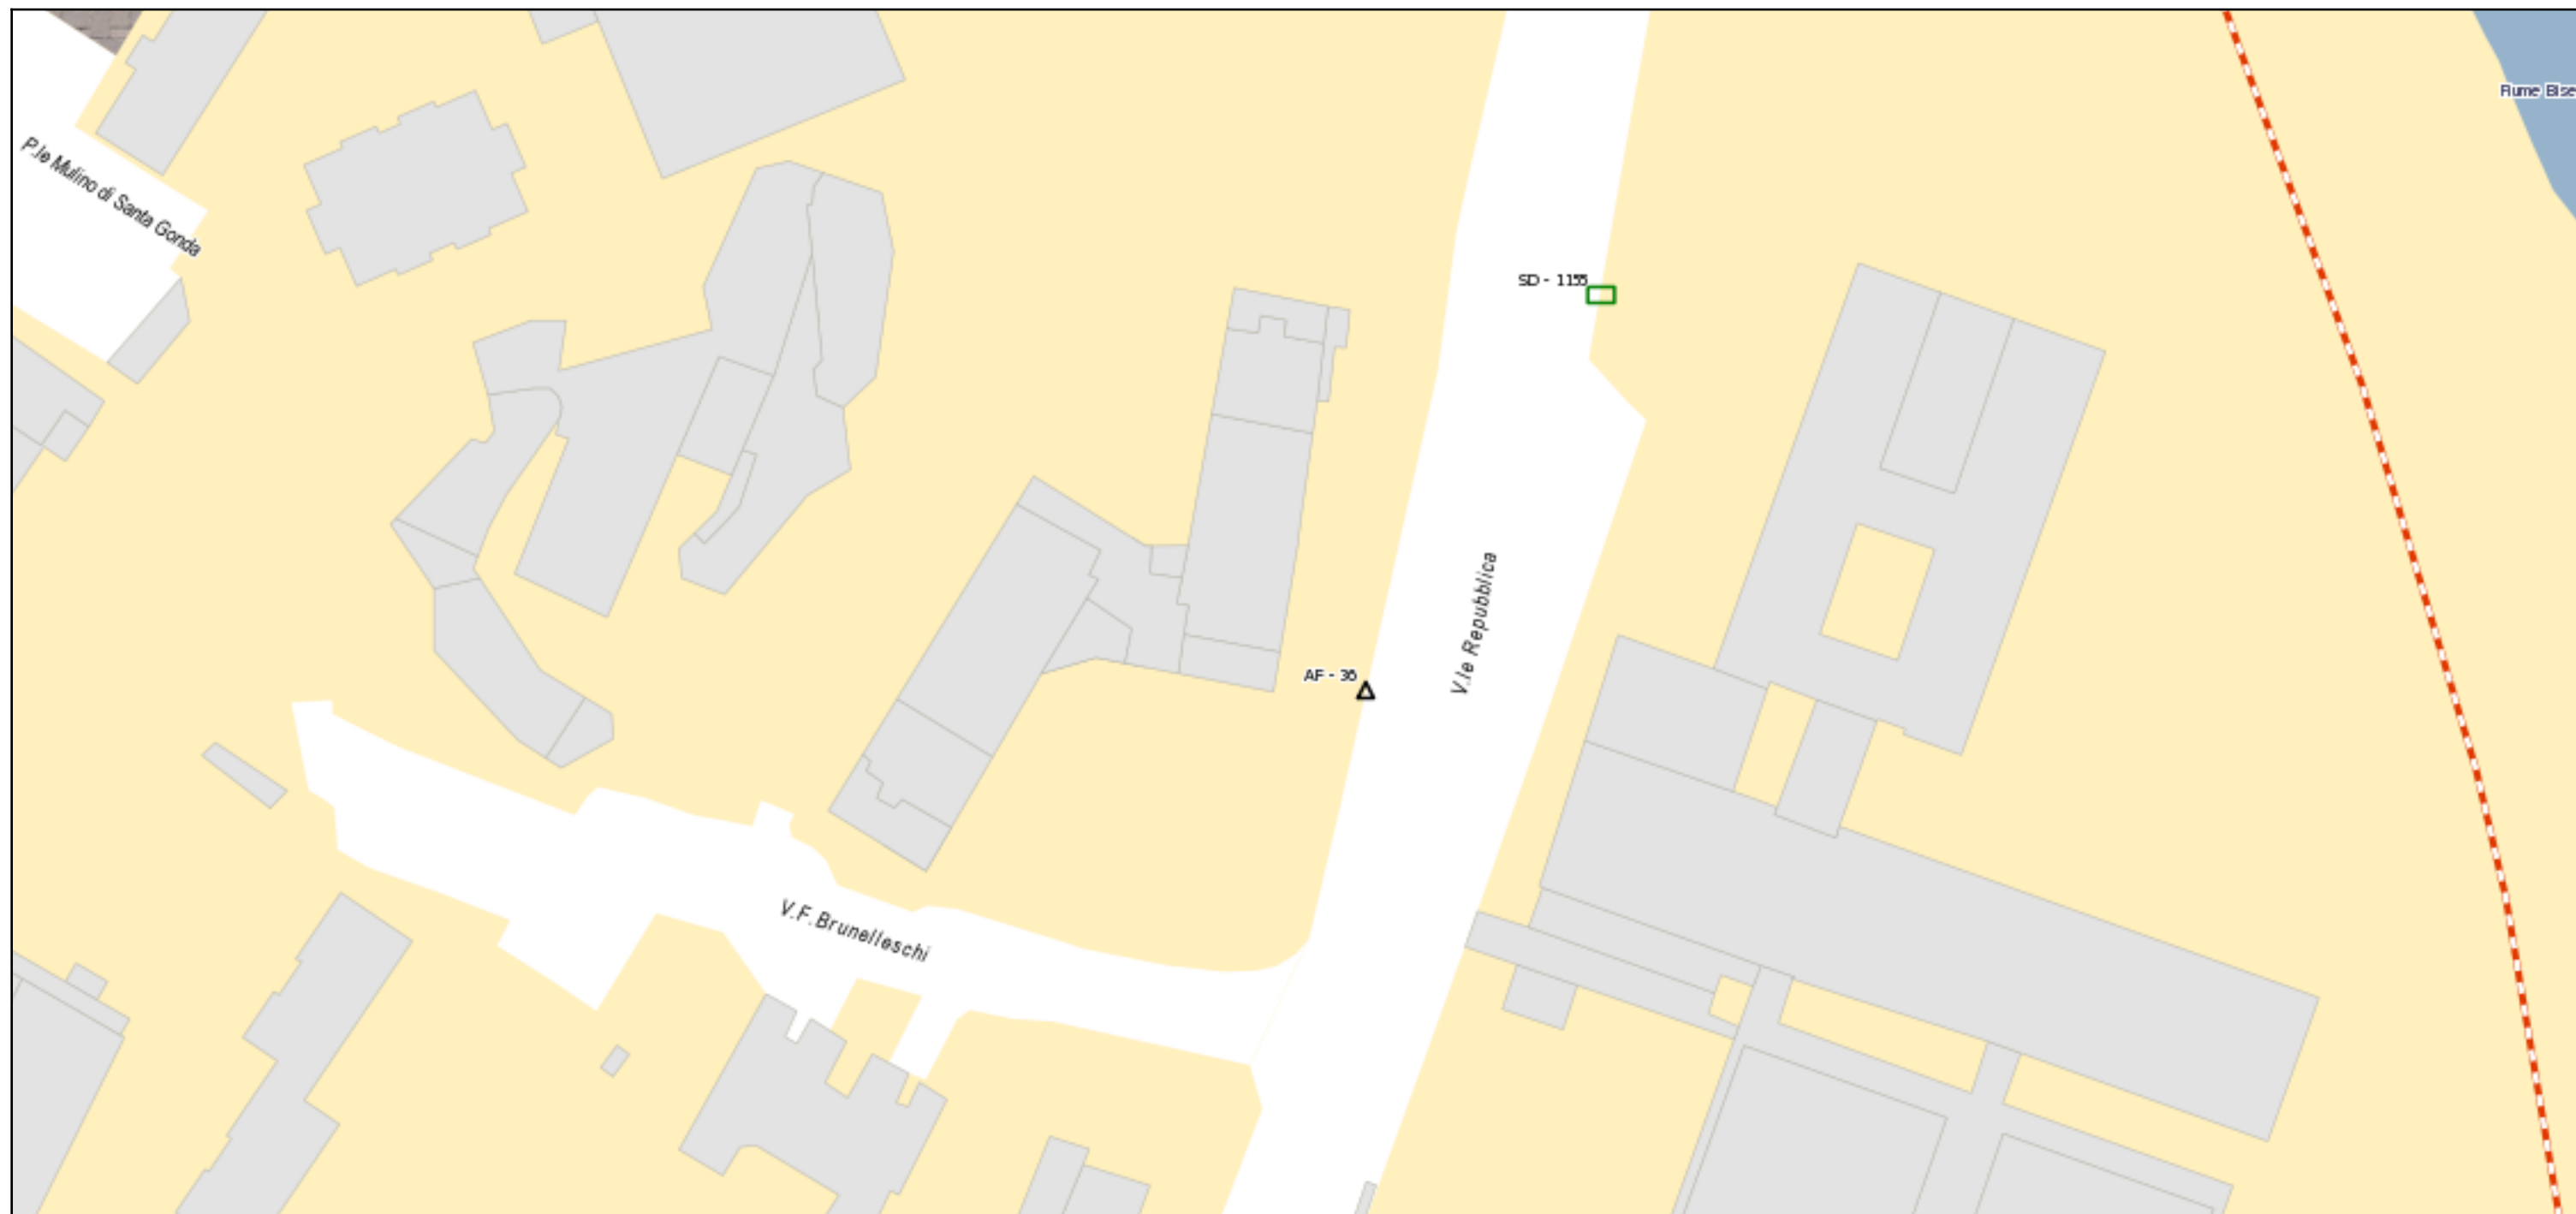 Fiume Bise
P.le Mulino di Santa Gonda
SD - 1155
V.le Repubblica
AF - 36
V.F. Brunelleschi